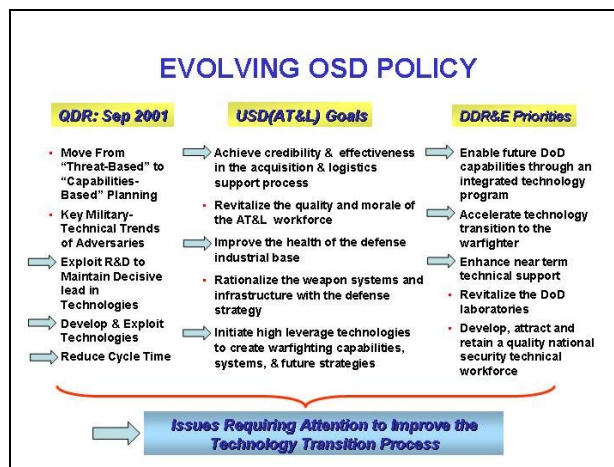 EVOLVING OSD POLICY
QDR: Sep 2001
• Move From
“Threat-Based” to
“Capabilities-
Based” Planning
• Key Military-
Technical Trends
of Adversaries
Exploit R&D to
Maintain Decisive
lead in
Technologies
Develop & Exploit
Technologies
Reduce Cycle Time
USD(AT&L) Goals
Achieve credibility & effectiveness
in the acquisition & logistics
support process
• Revitalize the quality and morale of
the AT&L workforce
Improve the health of the defense
industrial base
• Rationalize the weapon systems and
infrastructure with the defense
strategy
Initiate high leverage technologies
to create warfighting capabilities,
systems, & future strategies
DDR&E Priorities
Enable future DoD
capabilities through an
integrated technology
program
Accelerate technology
transition to the
warfighter
Enhance near term
technical support
• Revitalize the DoD
laboratories
• Develop, attract and
retain a quality national
security technical
workforce
Issues Requiring Attention to Improve the
Technology Transition Process